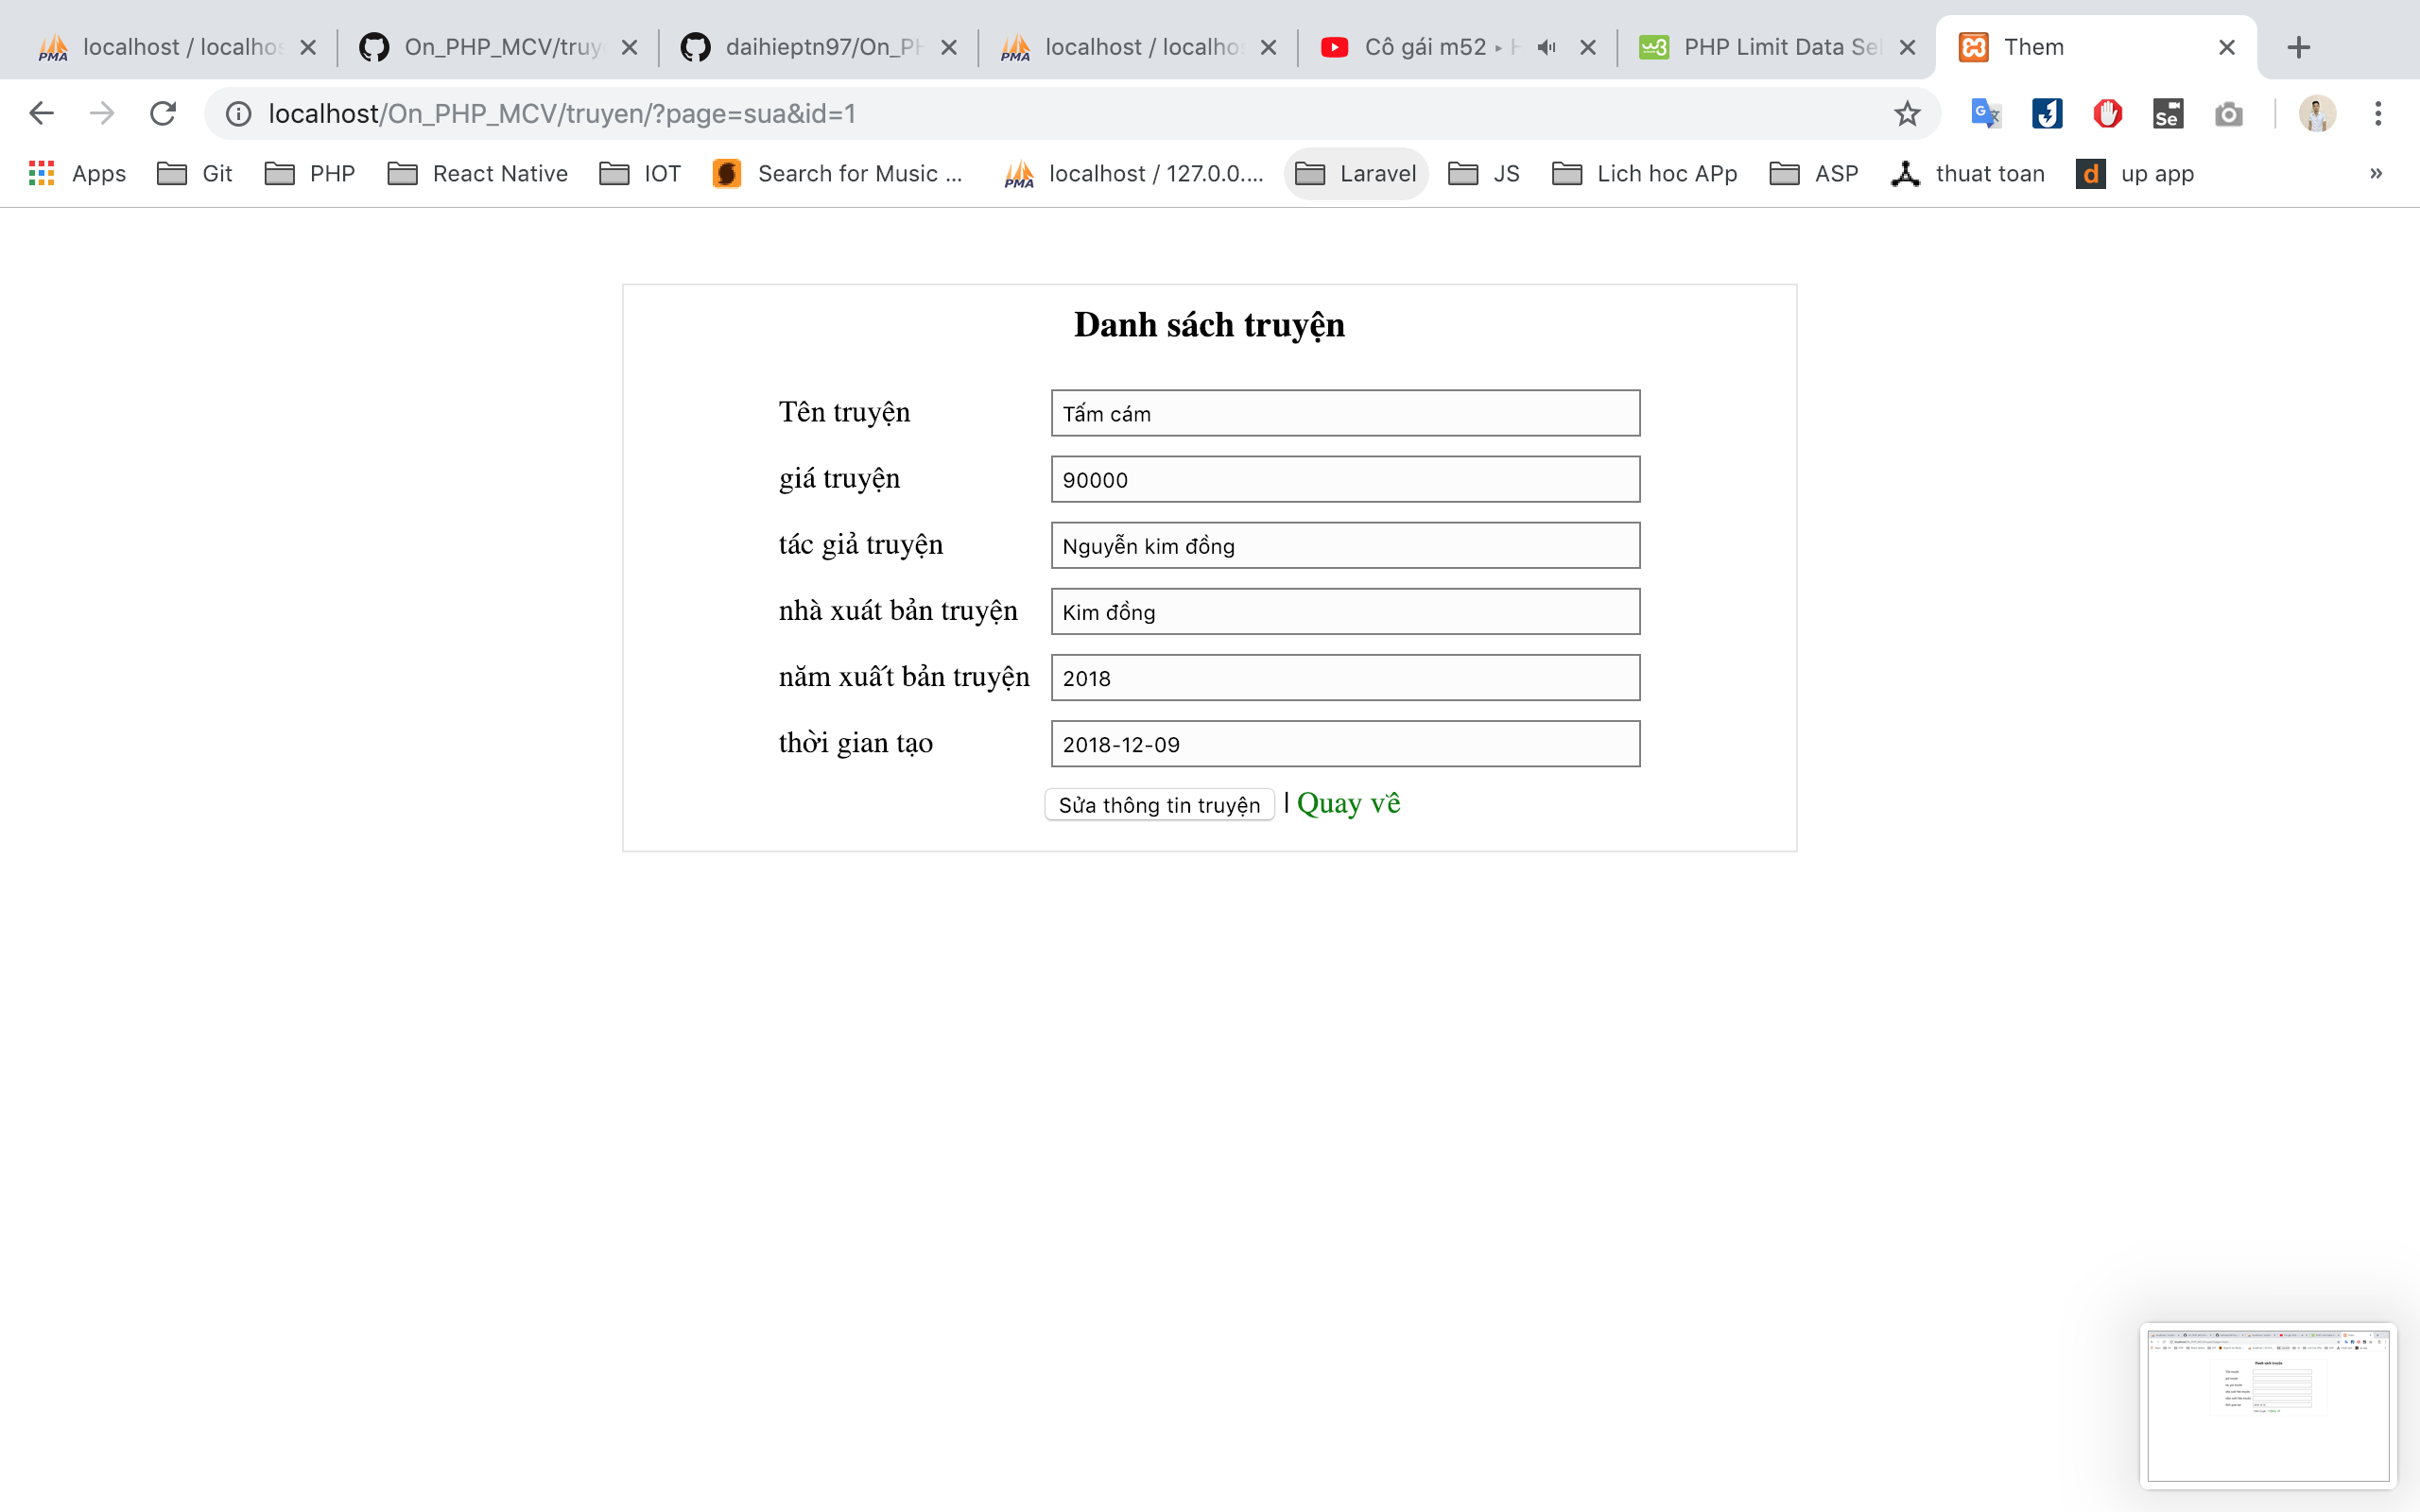 localhost / localhos
On_PHP_MCV/truy
daihieptn97/On_PH
localhost / localhos
Cô gái m52 ▸ H
PHP Limit Data Sel
Them
localhost/On_PHP_MCV/truyen/?page=sua&id=1
Apps Git PHP React Native IOT Search for Music ... localhost / 127.0.0.... Laravel JS Lich hoc APp ASP thuat toan up app »
Danh sách truyện
Tên truyện Tấm cám
giá truyện 90000
tác giả truyện Nguyễn kim đồng
nhà xuát bản truyện Kim đồng
năm xuất bản truyện 2018
thời gian tạo 2018-12-09
Sửa thông tin truyện | Quay về